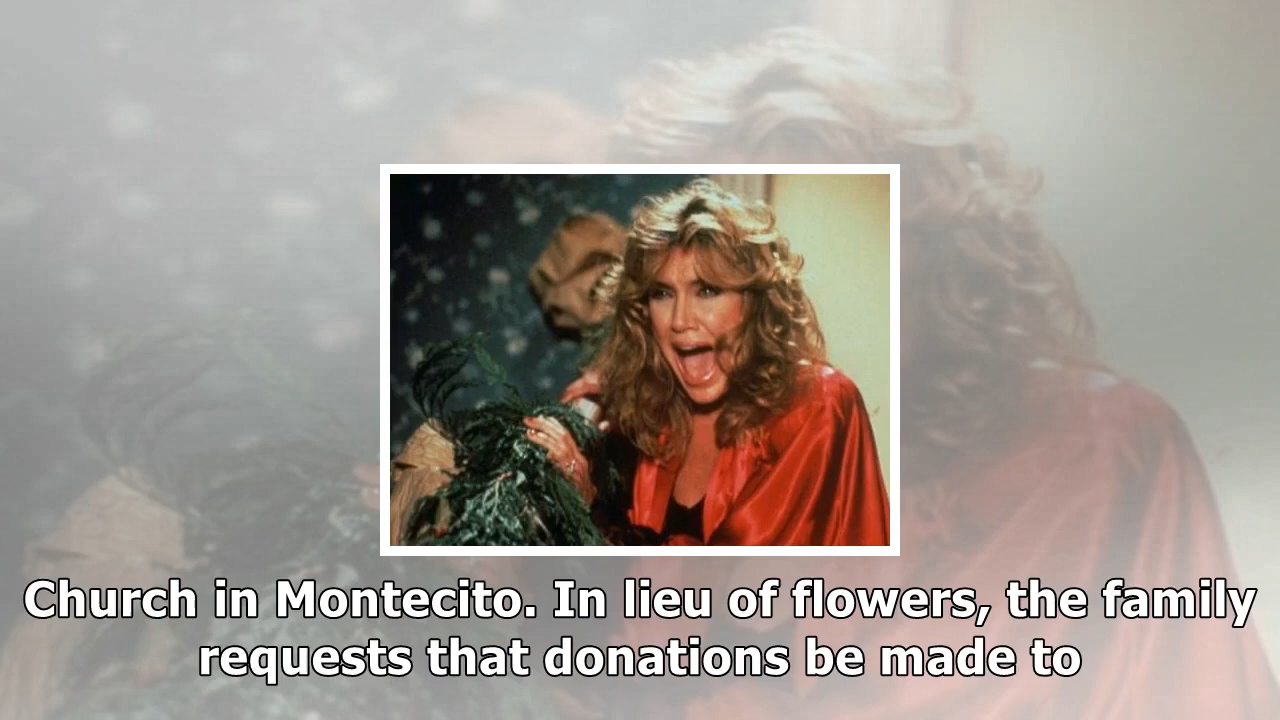 Church in Montecito. In lieu of flowers, the family
requests that donations be made to